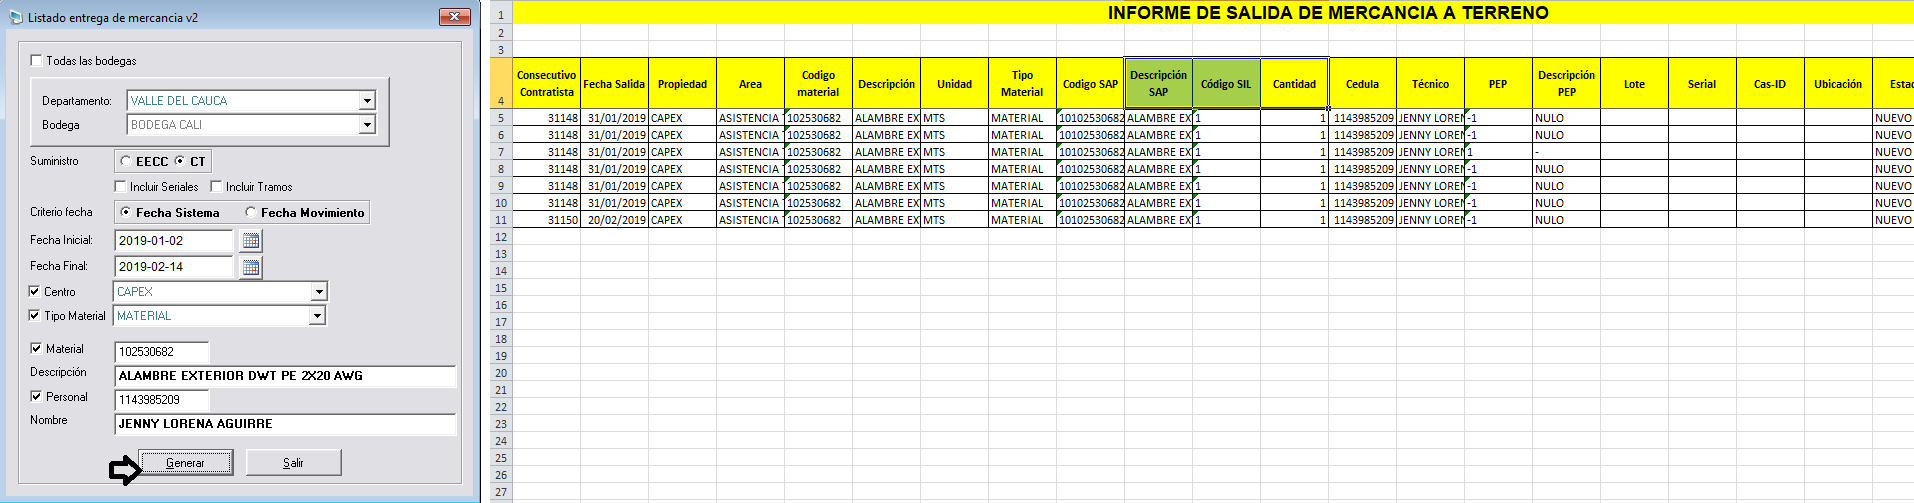 Listado entrega de mercancia v2
Todas las bodegas
Departamento: VALLE DEL CAUCA
Bodega BODEGA CALI
Suministro EECC CT
Incluir Seriales Incluir Tramos
Criterio fecha Fecha Sistema Fecha Movimiento
Fecha Inicial: 2019-01-02
Fecha Final: 2019-02-14
Centro CAPEX
Tipo Material MATERIAL
Material 102530682
Descripción ALAMBRE EXTERIOR DWT PE 2X20 AWG
Personal 1143985209
Nombre JENNY LORENA AGUIRRE
Generar Salir
1 INFORME DE SALIDA DE MERCANCIA A TERRENO
2
3
4 Consecutivo Contratista Fecha Salida Propiedad Area Codigo material Descripción Unidad Tipo Material Codigo SAP Descripción SAP Código SIL Cantidad Cedula Técnico PEP Descripción PEP Lote Serial Cas-ID Ubicación Estac
5 31148 31/01/2019 CAPEX ASISTENCIA 102530682 ALAMBRE EX MTS MATERIAL 10102530682 ALAMBRE EX 1 1 1143985209 JENNY LOREN -1 NULO NUEVO
6 31148 31/01/2019 CAPEX ASISTENCIA 102530682 ALAMBRE EX MTS MATERIAL 10102530682 ALAMBRE EX 1 1 1143985209 JENNY LOREN -1 NULO NUEVO
7 31148 31/01/2019 CAPEX ASISTENCIA 102530682 ALAMBRE EX MTS MATERIAL 10102530682 ALAMBRE EX 1 1 1143985209 JENNY LOREN 1 - NUEVO
8 31148 31/01/2019 CAPEX ASISTENCIA 102530682 ALAMBRE EX MTS MATERIAL 10102530682 ALAMBRE EX 1 1 1143985209 JENNY LOREN -1 NULO NUEVO
9 31148 31/01/2019 CAPEX ASISTENCIA 102530682 ALAMBRE EX MTS MATERIAL 10102530682 ALAMBRE EX 1 1 1143985209 JENNY LOREN -1 NULO NUEVO
10 31148 31/01/2019 CAPEX ASISTENCIA 102530682 ALAMBRE EX MTS MATERIAL 10102530682 ALAMBRE EX 1 1 1143985209 JENNY LOREN -1 NULO NUEVO
11 31150 20/02/2019 CAPEX ASISTENCIA 102530682 ALAMBRE EX MTS MATERIAL 10102530682 ALAMBRE EX 1 1 1143985209 JENNY LOREN -1 NULO NUEVO
12
13
14
15
16
17
18
19
20
21
22
23
24
25
26
27